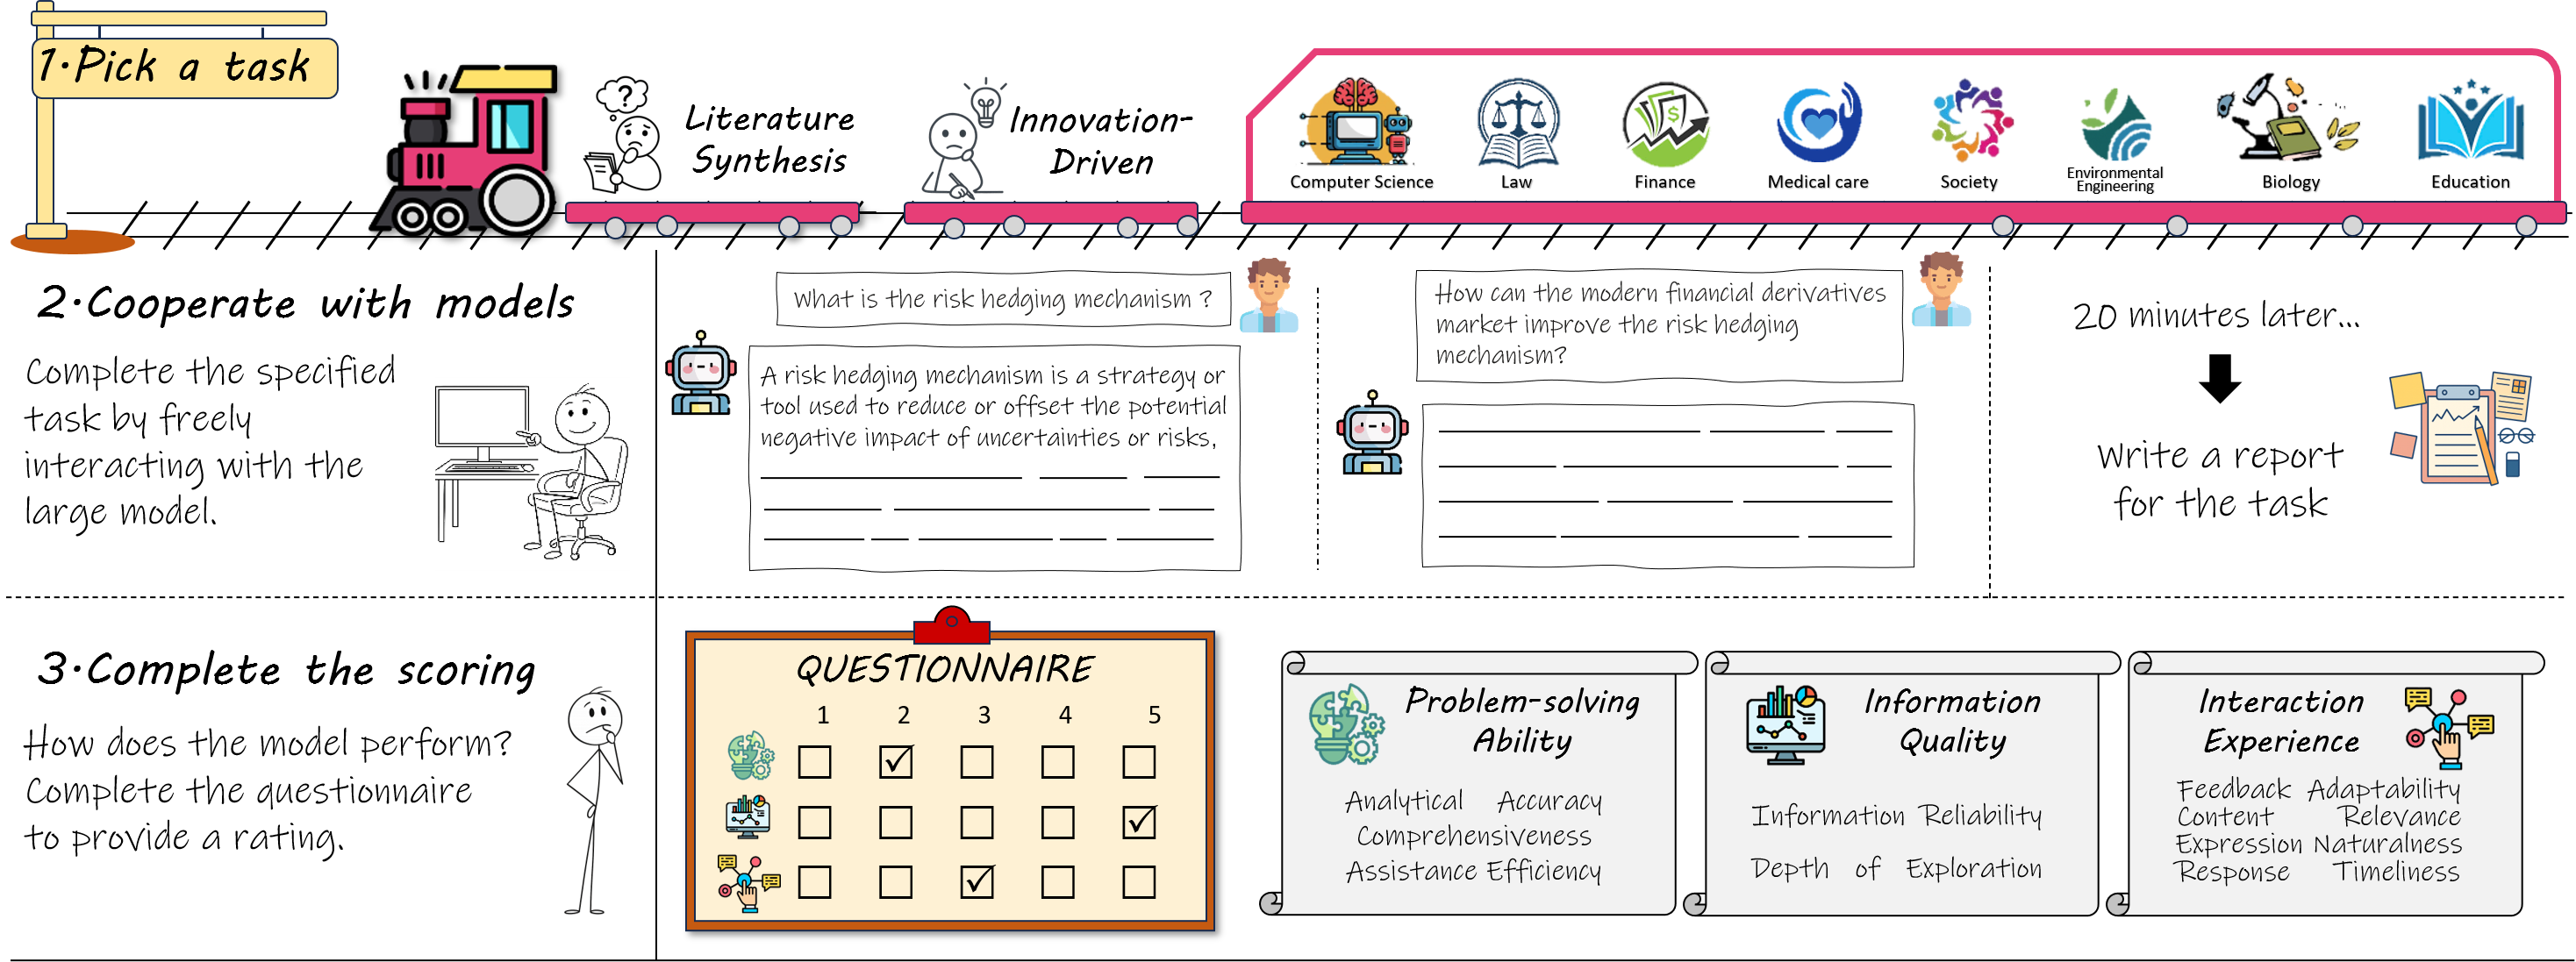 1.Pick a task
Literature
Synthesis
Innovation-
Driven
Computer Science
Law
Finance
Medical care
Society
Environmental
Engineering
Biology
Education
2.Cooperate with models
Complete the specified
task by freely
interacting with the
large model.
What is the risk hedging mechanism ?
A risk hedging mechanism is a strategy or
tool used to reduce or offset the potential
negative impact of uncertainties or risks,
How can the modern financial derivatives
market improve the risk hedging
mechanism?
20 minutes later...
Write a report
for the task
3.Complete the scoring
How does the model perform?
Complete the questionnaire
to provide a rating.
QUESTIONNAIRE
1 2 3 4 5
Problem-solving
Ability
Analytical Accuracy
Comprehensiveness
Assistance Efficiency
Information
Quality
Information Reliability
Depth of Exploration
Interaction
Experience
Feedback Adaptability
Content Relevance
Expression Naturalness
Response Timeliness